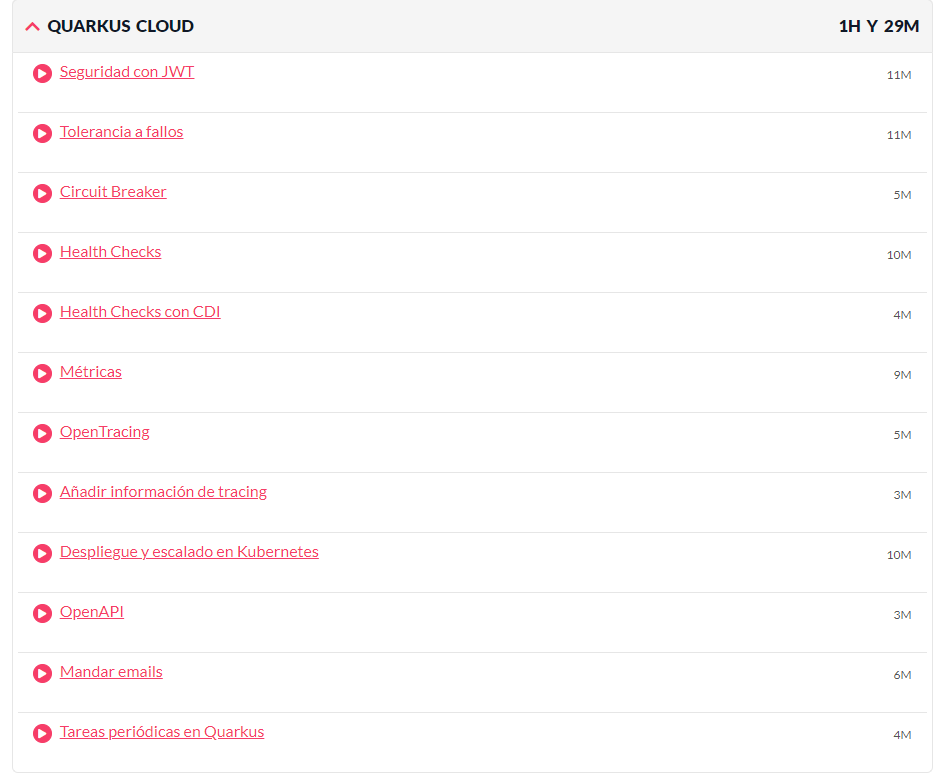 QUARKUS CLOUD 1H Y 29M
Seguridad con JWT 11M
Tolerancia a fallos 11M
Circuit Breaker 5M
Health Checks 10M
Health Checks con CDI 4M
Métricas 9M
OpenTracing 5M
Añadir información de tracing 3M
Despliegue y escalado en Kubernetes 10M
OpenAPI 3M
Mandar emails 6M
Tareas periódicas en Quarkus 4M